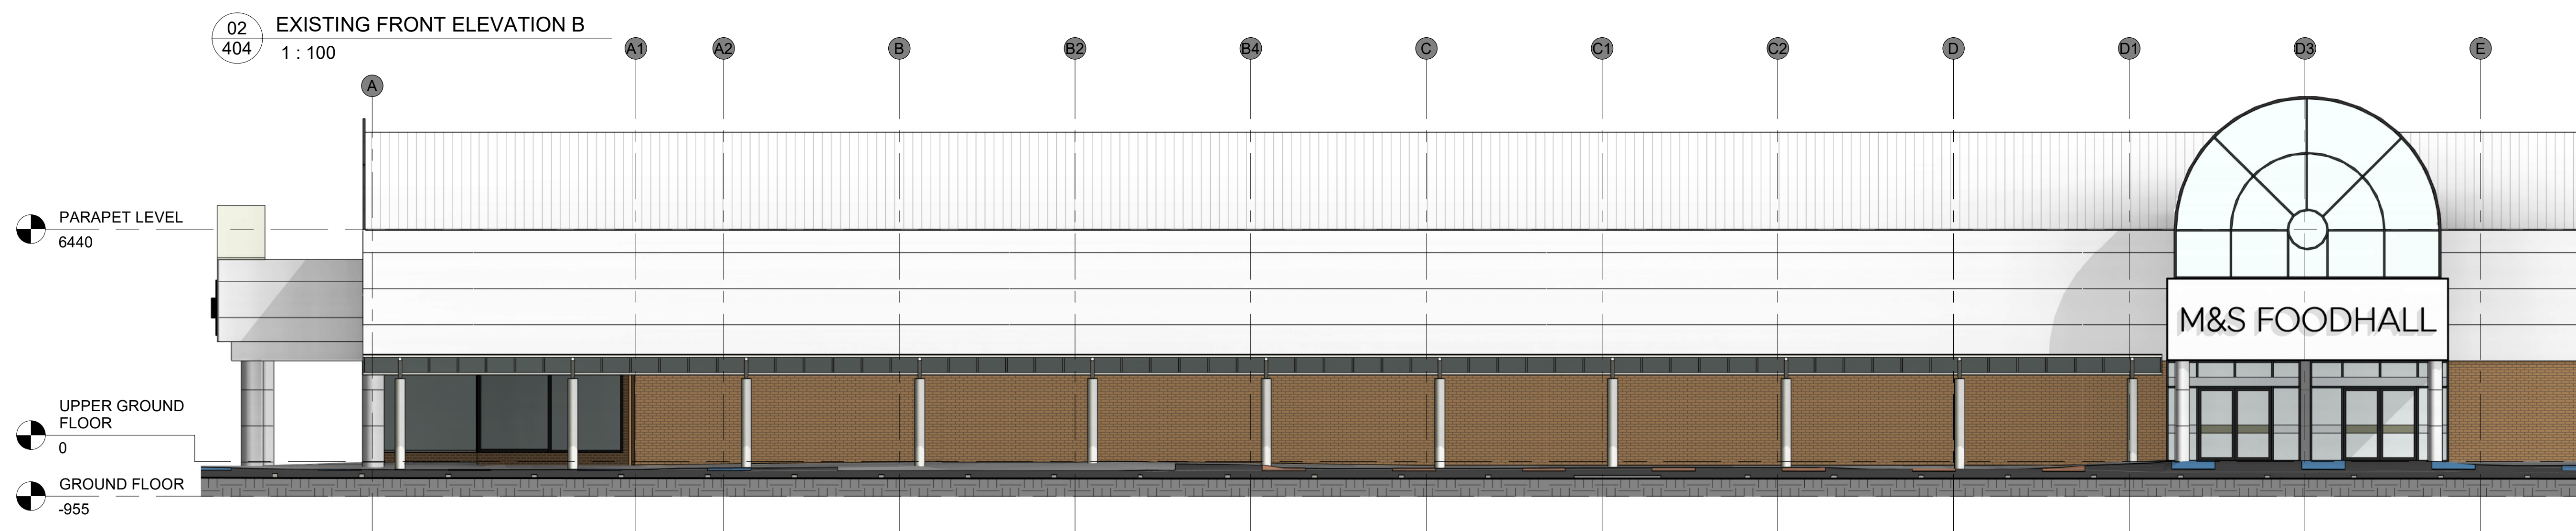 02
404
EXISTING FRONT ELEVATION B
1 : 100
A
A1
A2
B
B2
B4
C
C1
C2
D
D1
D3
E
PARAPET LEVEL
6440
M&S FOODHALL
UPPER GROUND
FLOOR
0
GROUND FLOOR
-955